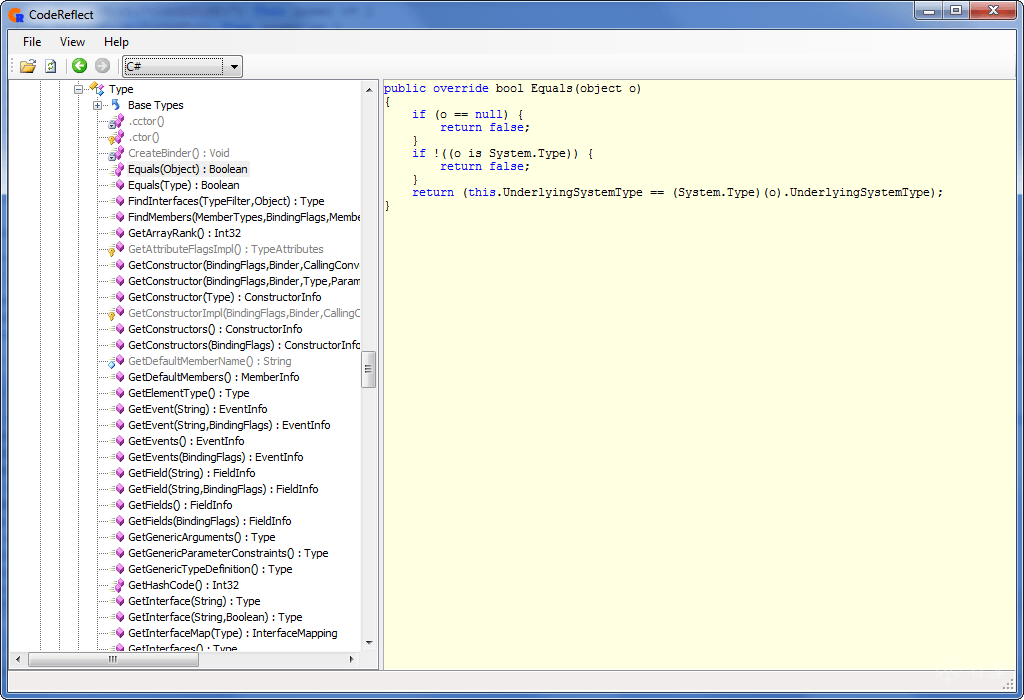 CodeReflect
File View Help
C#
Type
Base Types
.cctor()
.ctor()
CreateBinder() : Void
Equals(Object) : Boolean
Equals(Type) : Boolean
FindInterfaces(TypeFilter,Object) : Type
FindMembers(MemberTypes,BindingFlags,Membe
GetArrayRank() : Int32
GetAttributeFlagsImpl() : TypeAttributes
GetConstructor(BindingFlags,Binder,CallingConv
GetConstructor(BindingFlags,Binder,Type,Param
GetConstructor(Type) : ConstructorInfo
GetConstructorImpl(BindingFlags,Binder,CallingC
GetConstructors() : ConstructorInfo
GetConstructors(BindingFlags) : ConstructorInfo
GetDefaultMemberName() : String
GetDefaultMembers() : MemberInfo
GetElementType() : Type
GetEvent(String) : EventInfo
GetEvent(String,BindingFlags) : EventInfo
GetEvents() : EventInfo
GetEvents(BindingFlags) : EventInfo
GetField(String) : FieldInfo
GetField(String,BindingFlags) : FieldInfo
GetFields() : FieldInfo
GetFields(BindingFlags) : FieldInfo
GetGenericArguments() : Type
GetGenericParameterConstraints() : Type
GetGenericTypeDefinition() : Type
GetHashCode() : Int32
GetInterface(String) : Type
GetInterface(String,Boolean) : Type
GetInterfaceMap(Type) : InterfaceMapping
GetInterfaces() : Type
public override bool Equals(object o)
{
if (o == null) {
return false;
}
if !((o is System.Type)) {
return false;
}
return (this.UnderlyingSystemType == (System.Type)(o).UnderlyingSystemType);
}